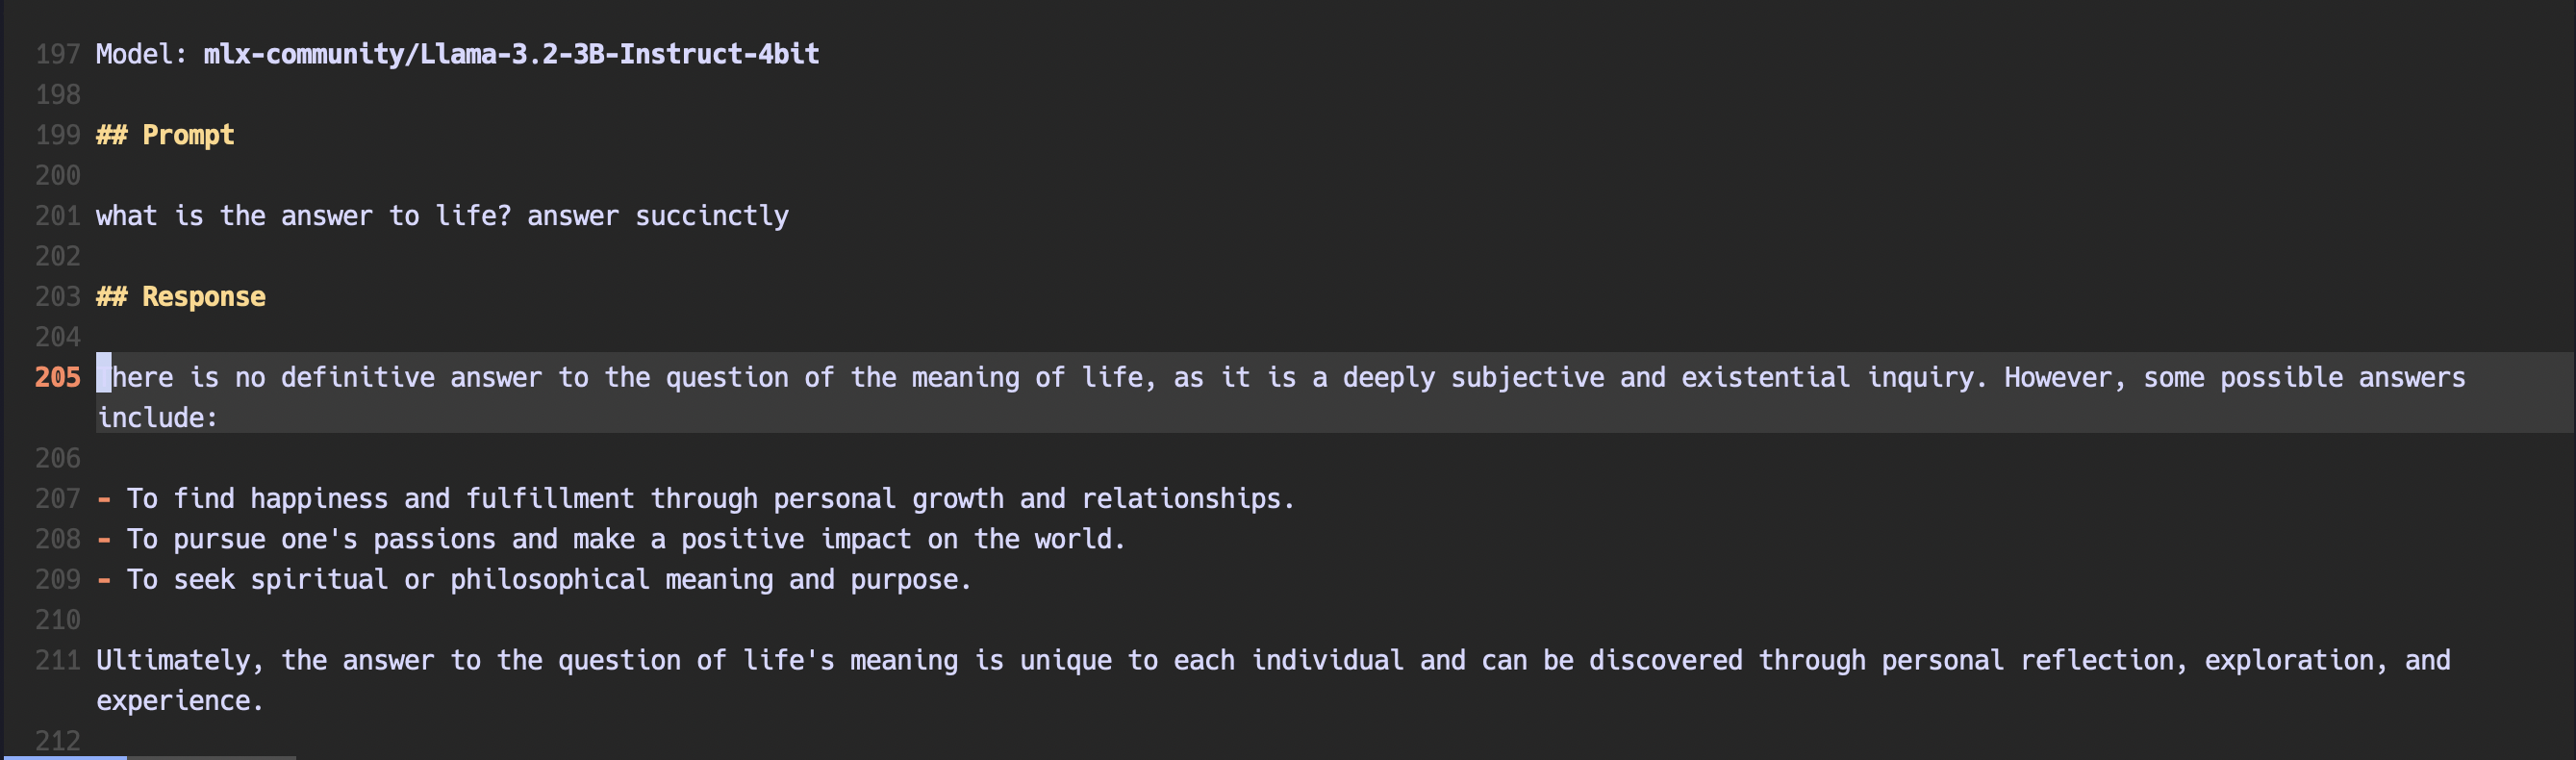 197 Model: mlx-community/Llama-3.2-3B-Instruct-4bit
198
199 ## Prompt
200
201 what is the answer to life? answer succinctly
202
203 ## Response
204
205 There is no definitive answer to the question of the meaning of life, as it is a deeply subjective and existential inquiry. However, some possible answers
include:
206
207 - To find happiness and fulfillment through personal growth and relationships.
208 - To pursue one's passions and make a positive impact on the world.
209 - To seek spiritual or philosophical meaning and purpose.
210
211 Ultimately, the answer to the question of life's meaning is unique to each individual and can be discovered through personal reflection, exploration, and
experience.
212